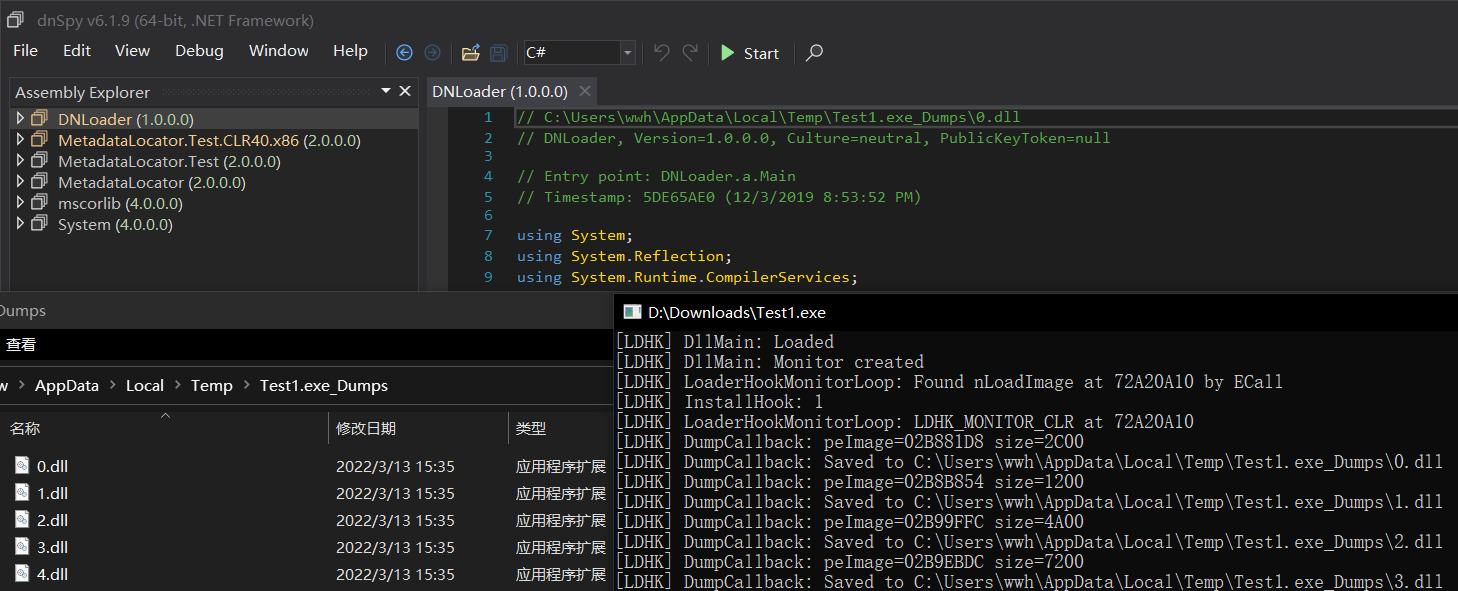 dnSpy v6.1.9 (64-bit, .NET Framework)
File Edit View Debug Window Help C# Start
Assembly Explorer
DNLoader (1.0.0.0)
MetadataLocator.Test.CLR40.x86 (2.0.0.0)
MetadataLocator.Test (2.0.0.0)
MetadataLocator (2.0.0.0)
mscorlib (4.0.0.0)
System (4.0.0.0)
DNLoader (1.0.0.0)
1 // C:\Users\wwh\AppData\Local\Temp\Test1.exe_Dumps\0.dll
2 // DNLoader, Version=1.0.0.0, Culture=neutral, PublicKeyToken=null
3
4 // Entry point: DNLoader.a.Main
5 // Timestamp: 5DE65AE0 (12/3/2019 8:53:52 PM)
6
7 using System;
8 using System.Reflection;
9 using System.Runtime.CompilerServices;
Dumps
查看
w > AppData > Local > Temp > Test1.exe_Dumps
名称 修改日期 类型
0.dll 2022/3/13 15:35 应用程序扩展
1.dll 2022/3/13 15:35 应用程序扩展
2.dll 2022/3/13 15:35 应用程序扩展
3.dll 2022/3/13 15:35 应用程序扩展
4.dll 2022/3/13 15:35 应用程序扩展
D:\Downloads\Test1.exe
[LDHK] DllMain: Loaded
[LDHK] DllMain: Monitor created
[LDHK] LoaderHookMonitorLoop: Found nLoadImage at 72A20A10 by ECall
[LDHK] InstallHook: 1
[LDHK] LoaderHookMonitorLoop: LDHK_MONITOR_CLR at 72A20A10
[LDHK] DumpCallback: peImage=02B881D8 size=2C00
[LDHK] DumpCallback: Saved to C:\Users\wwh\AppData\Local\Temp\Test1.exe_Dumps\0.dll
[LDHK] DumpCallback: peImage=02B8B854 size=1200
[LDHK] DumpCallback: Saved to C:\Users\wwh\AppData\Local\Temp\Test1.exe_Dumps\1.dll
[LDHK] DumpCallback: peImage=02B99FFC size=4A00
[LDHK] DumpCallback: Saved to C:\Users\wwh\AppData\Local\Temp\Test1.exe_Dumps\2.dll
[LDHK] DumpCallback: peImage=02B9EBDC size=7200
[LDHK] DumpCallback: Saved to C:\Users\wwh\AppData\Local\Temp\Test1.exe_Dumps\3.dll